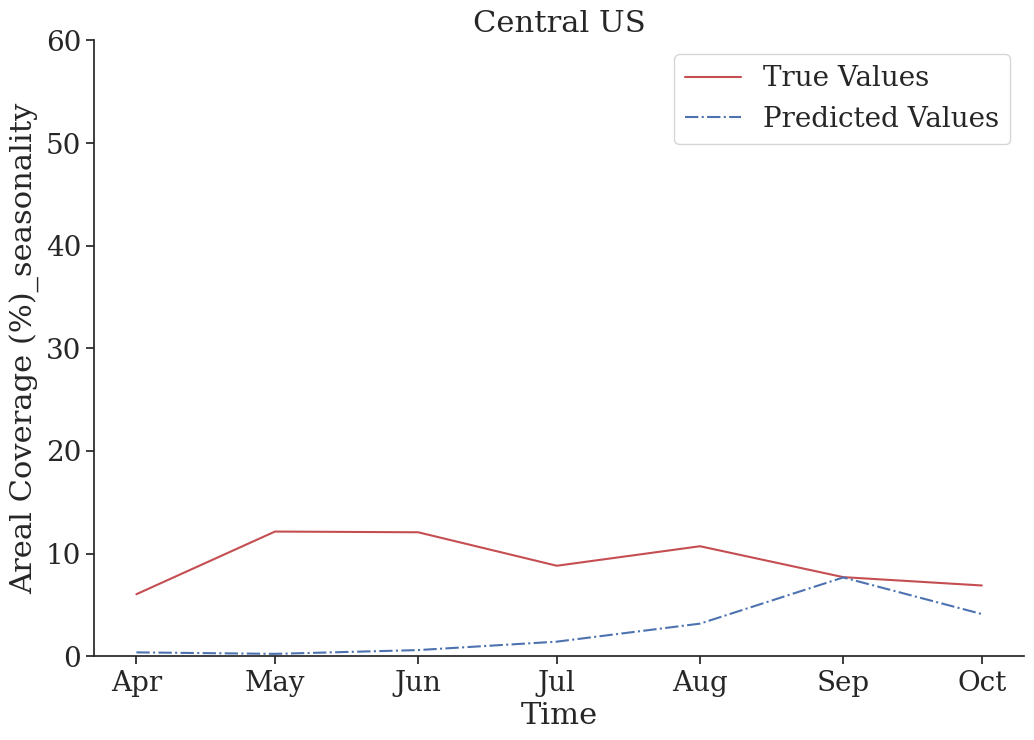 Central US
True Values
Predicted Values
Areal Coverage (%)_seasonality
60
50
40
30
20
10
0
Apr May Jun Jul Aug Sep Oct
Time